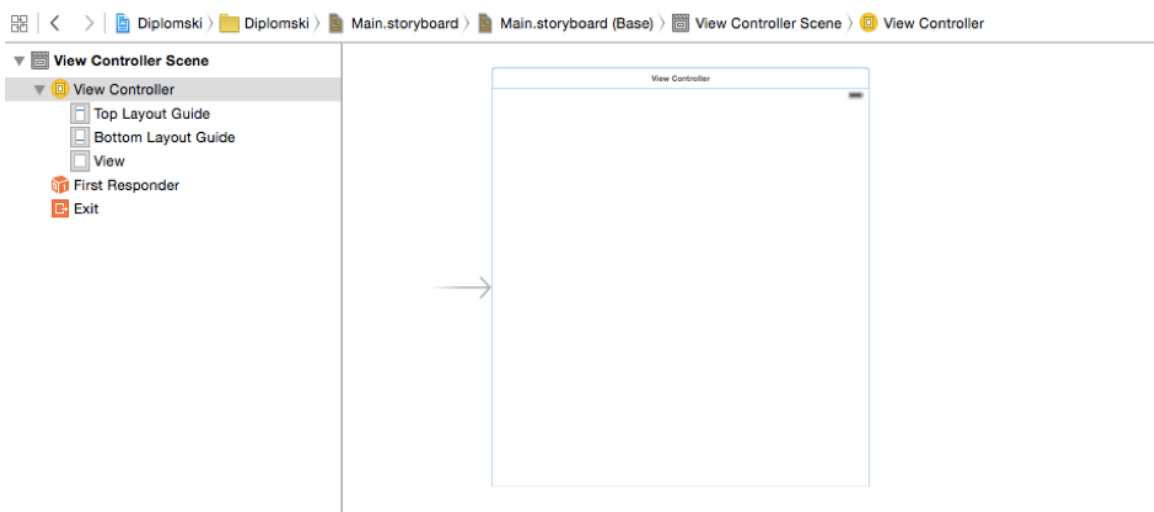 Diplomski Diplomski Main.storyboard Main.storyboard (Base) View Controller Scene View Controller
View Controller Scene
View Controller
Top Layout Guide
Bottom Layout Guide
View
First Responder
Exit
View Controller